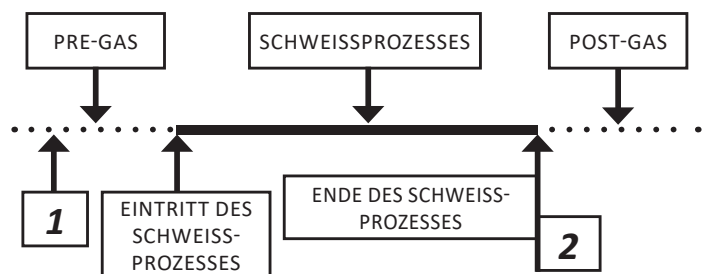 PRE-GAS
SCHWEISSPROZESSES
POST-GAS
1
EINTRITT DES
SCHWEISS-
PROZESSES
ENDE DES SCHWEISS-
PROZESSES
2